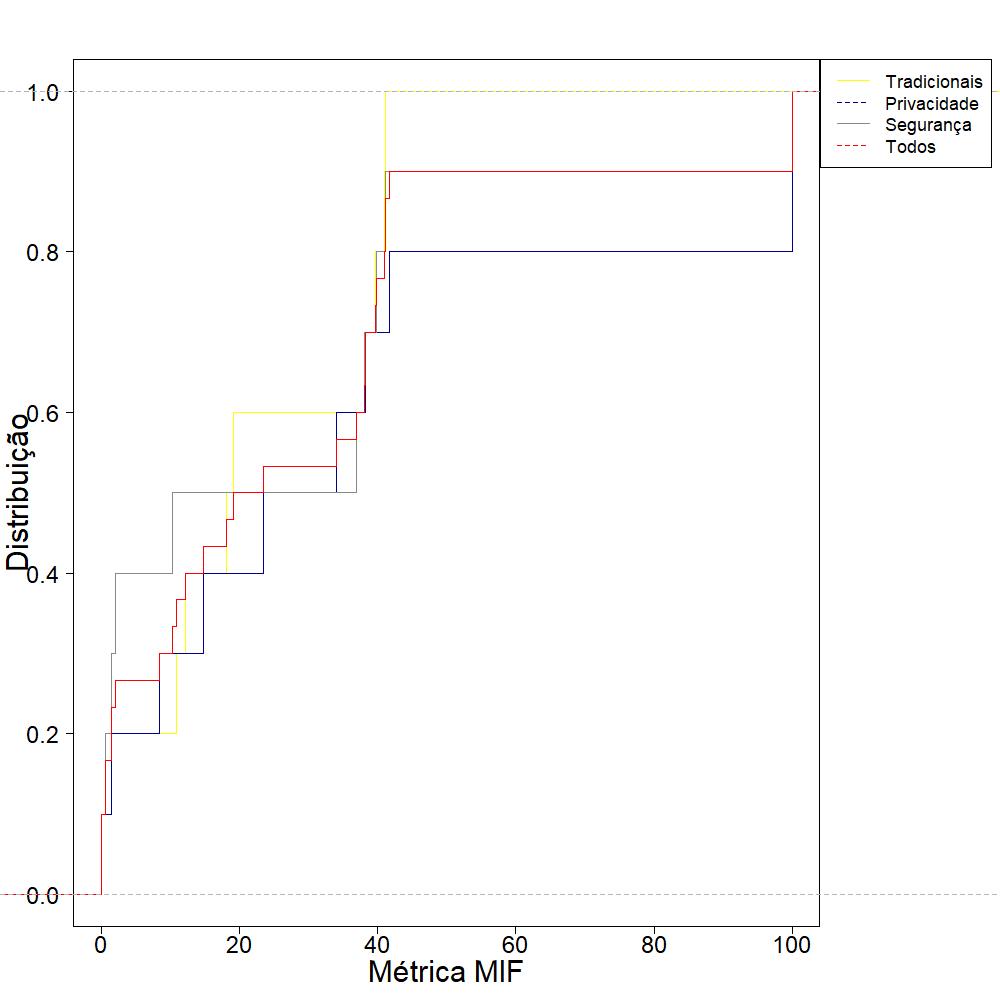 Tradicionais
Privacidade
Segurança
Todos
1.0
0.8
0.6
0.4
0.2
0.0
Distribuição
0 20 40 60 80 100
Métrica MIF